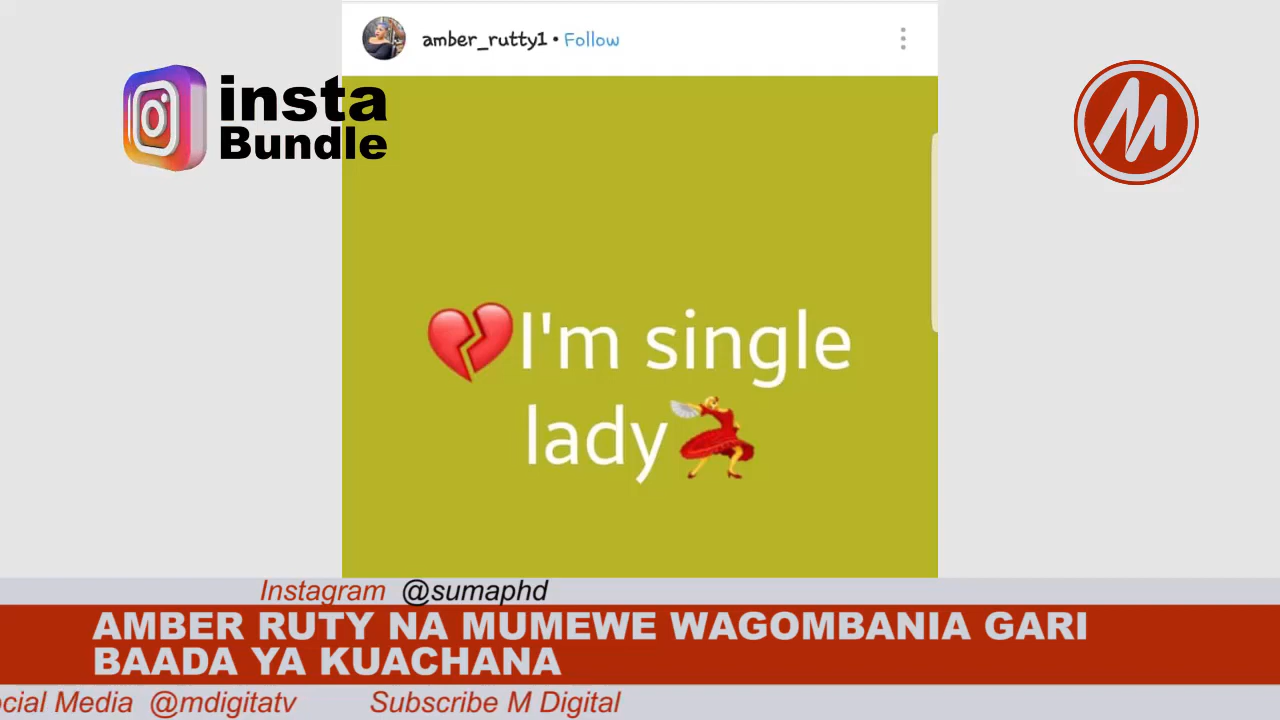 amber_rutty1 • Follow
insta
Bundle
M
💔I'm single
lady💃
Instagram @sumaphd
AMBER RUTY NA MUMEWE WAGOMBANIA GARI
BAADA YA KUACHANA
ocial Media @mdigitatv Subscribe M Digital